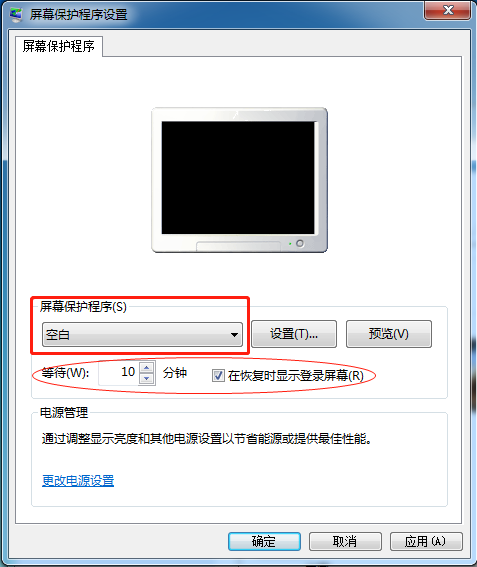 屏幕保护程序设置
屏幕保护程序
屏幕保护程序(S)
空白
设置(T)...
预览(V)
等待(W):
10
分钟
在恢复时显示登录屏幕(R)
电源管理
通过调整显示亮度和其他电源设置以节省能源或提供最佳性能。
更改电源设置
确定
取消
应用(A)